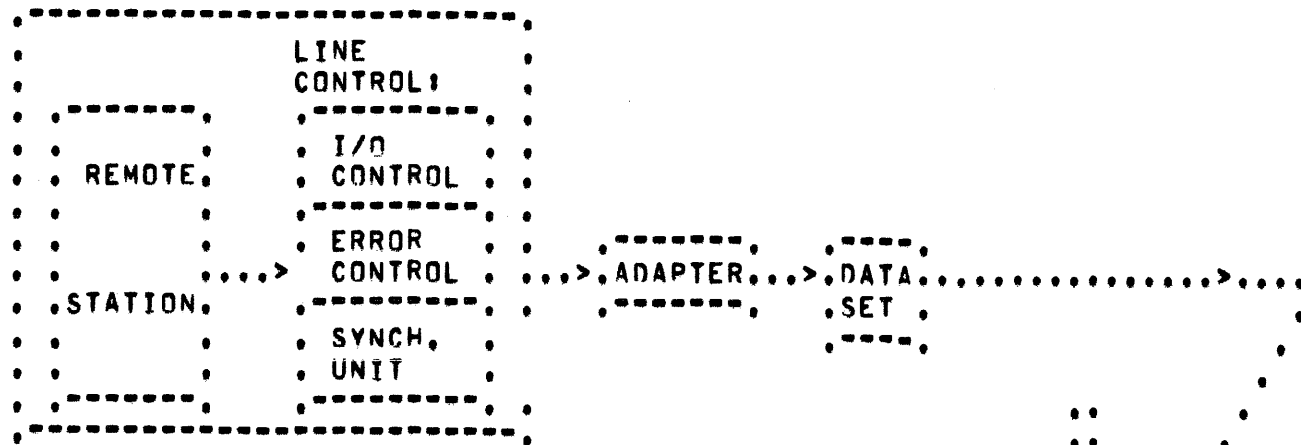 LINE
CONTROL:
I/O
CONTROL
REMOTE
STATION
ERROR
CONTROL
SYNCH.
UNIT
ADAPTER
DATA
SET